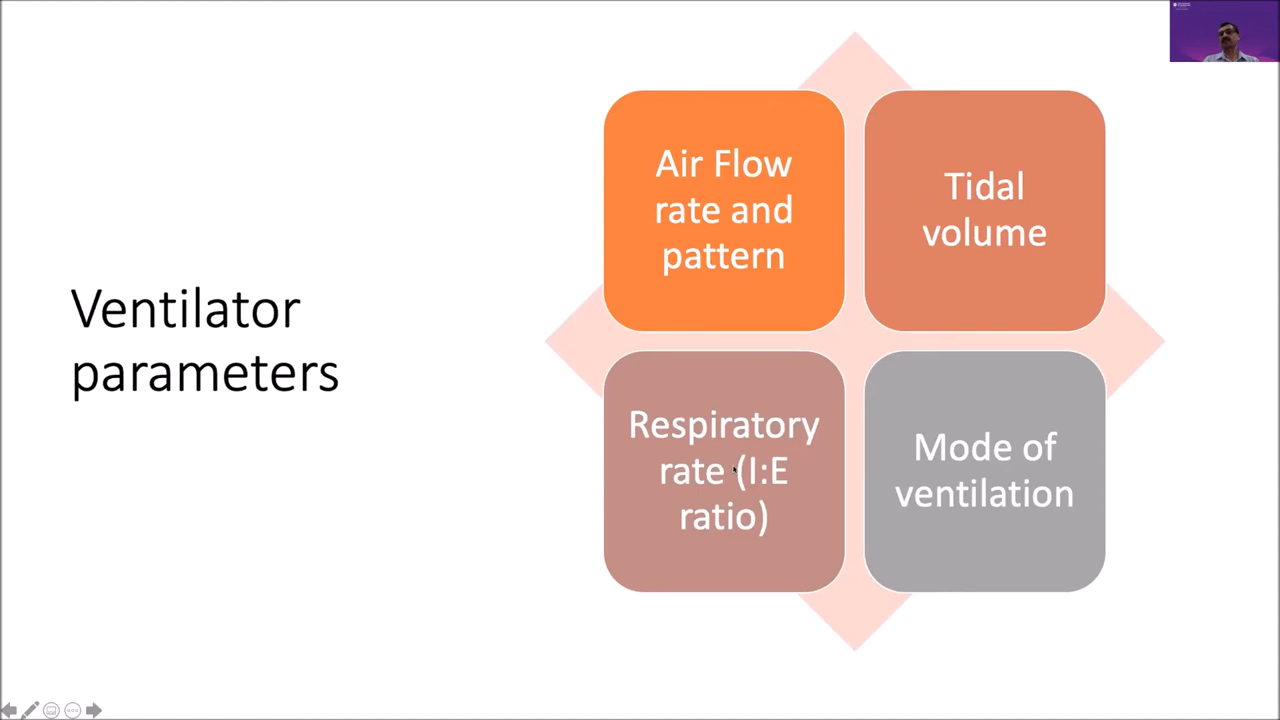 Ventilator
parameters
Air Flow
rate and
pattern
Tidal
volume
Respiratory
rate (I:E
ratio)
Mode of
ventilation